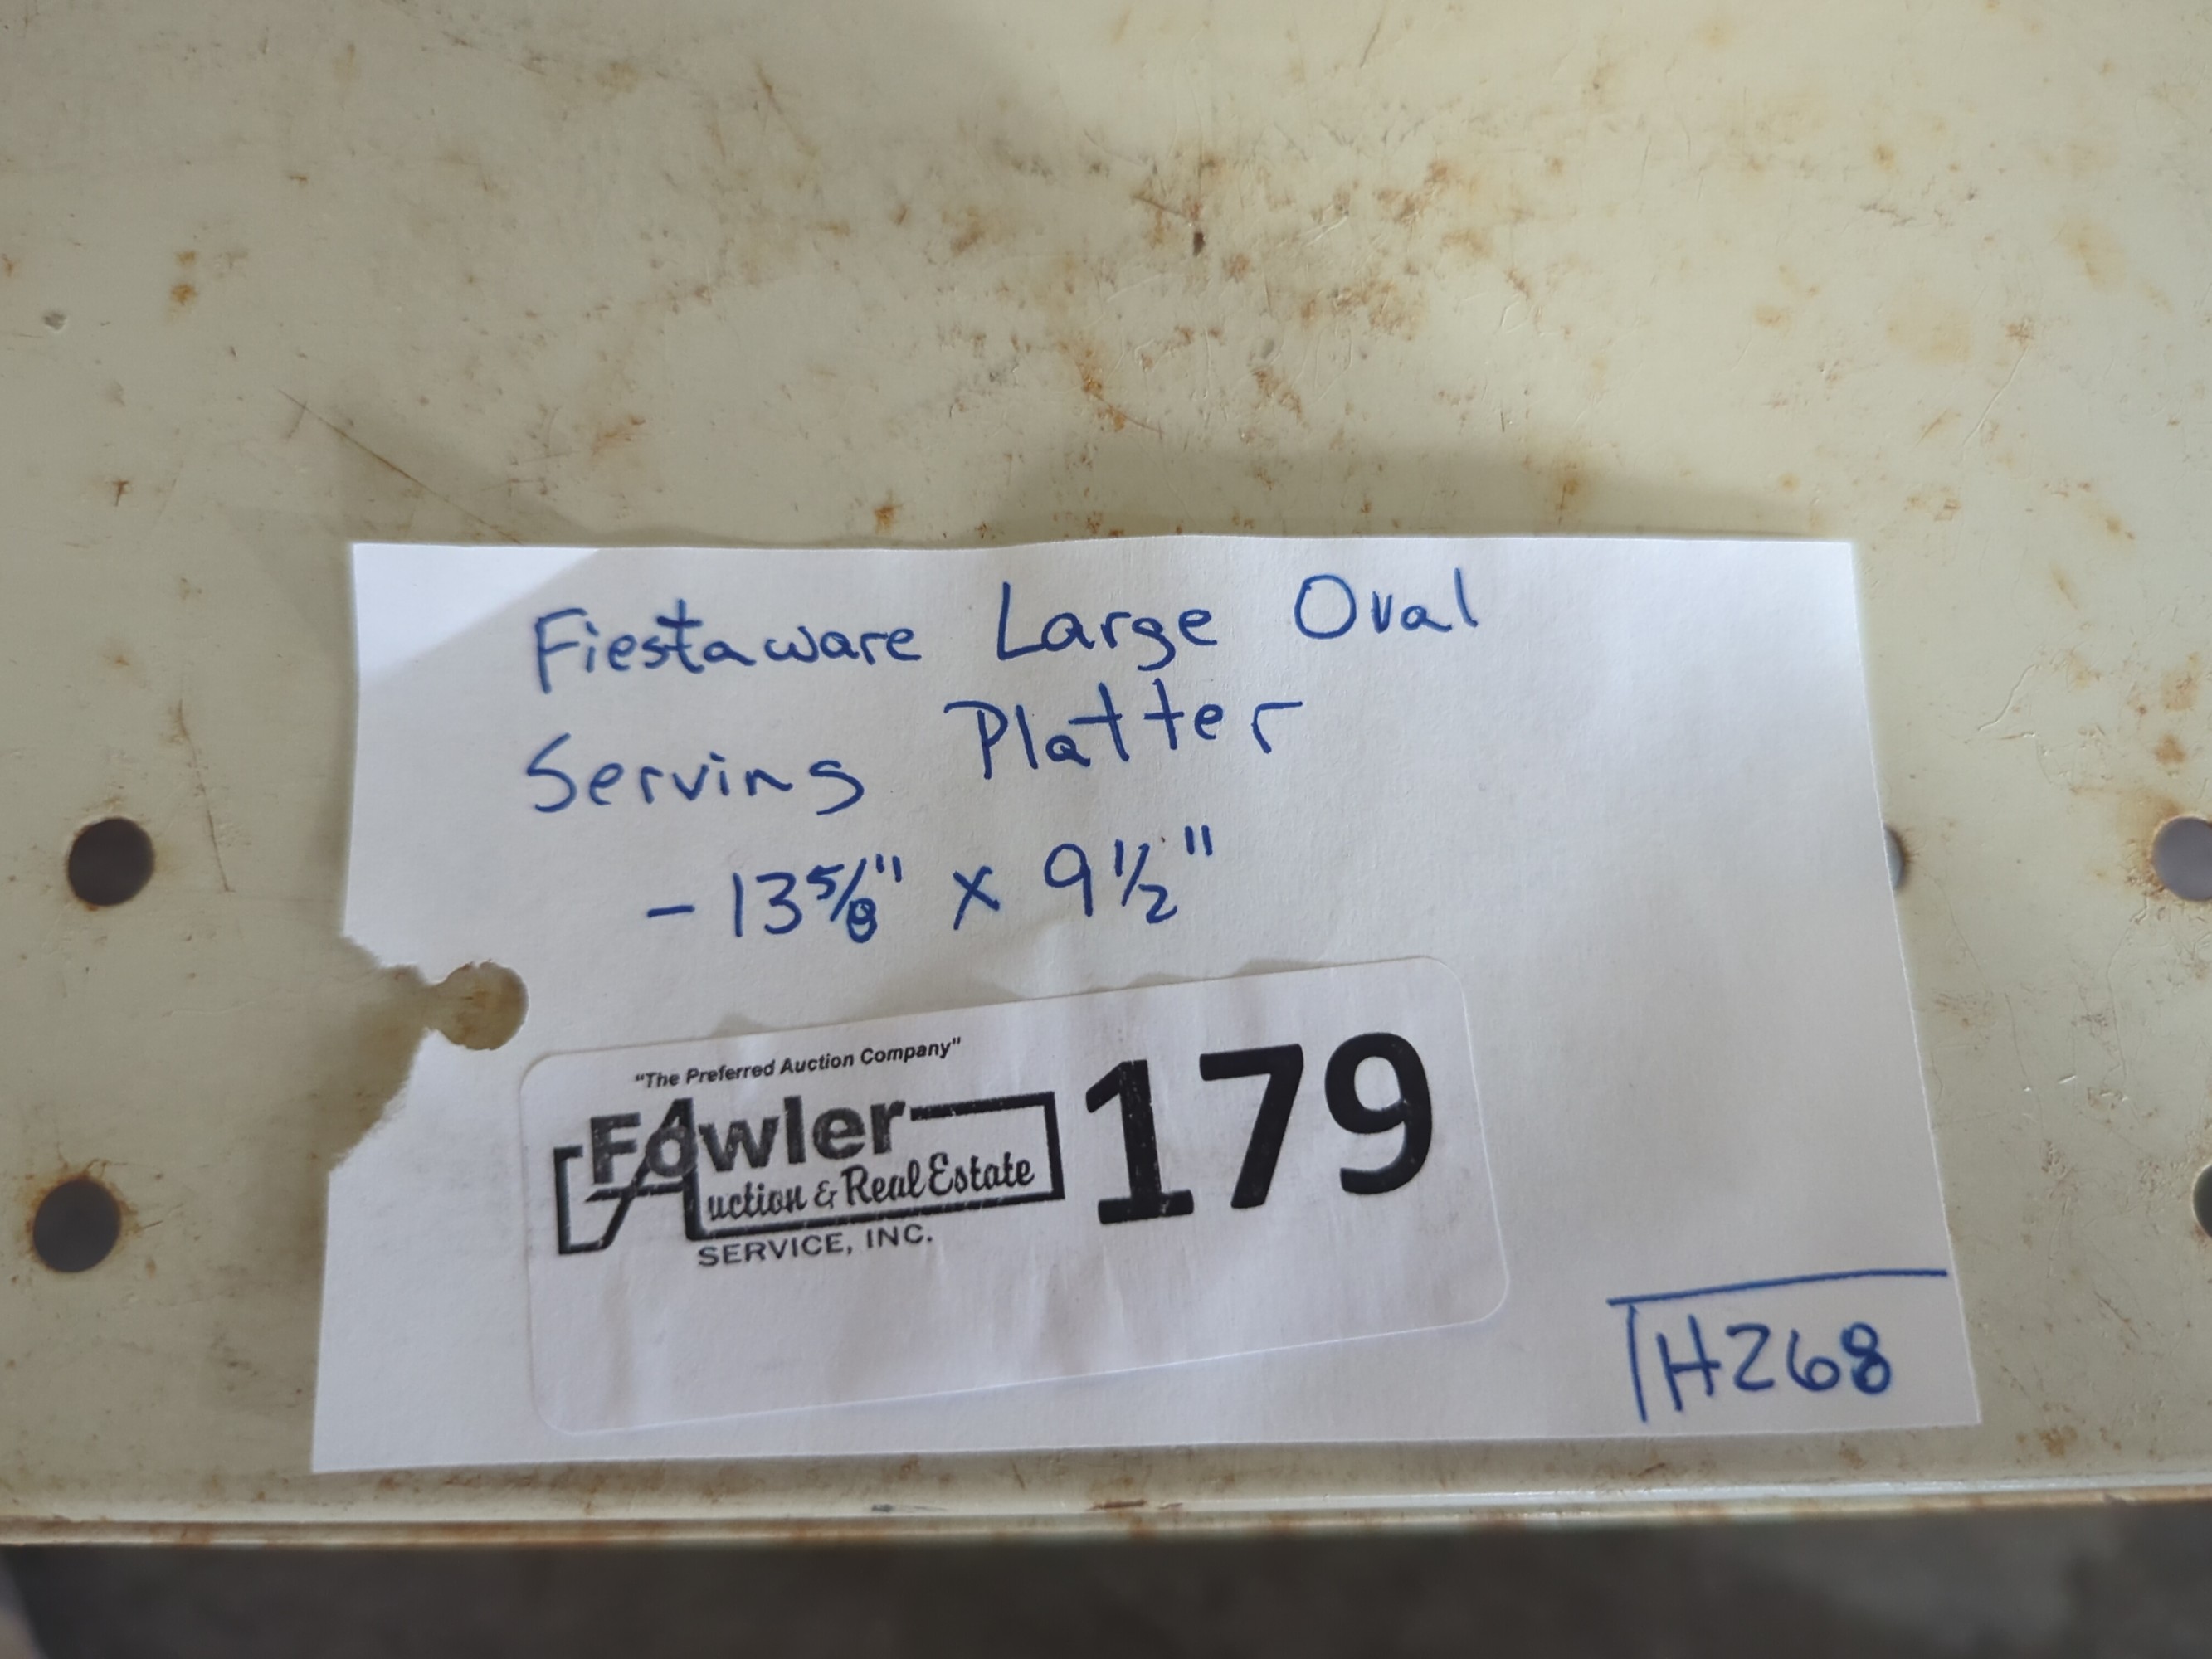 Fiestaware Large Oval
Serving Platter
- 13 5/8" x 9 1/2"
"The Preferred Auction Company"
Fowler 179
Auction & Real Estate
SERVICE, INC.
H268